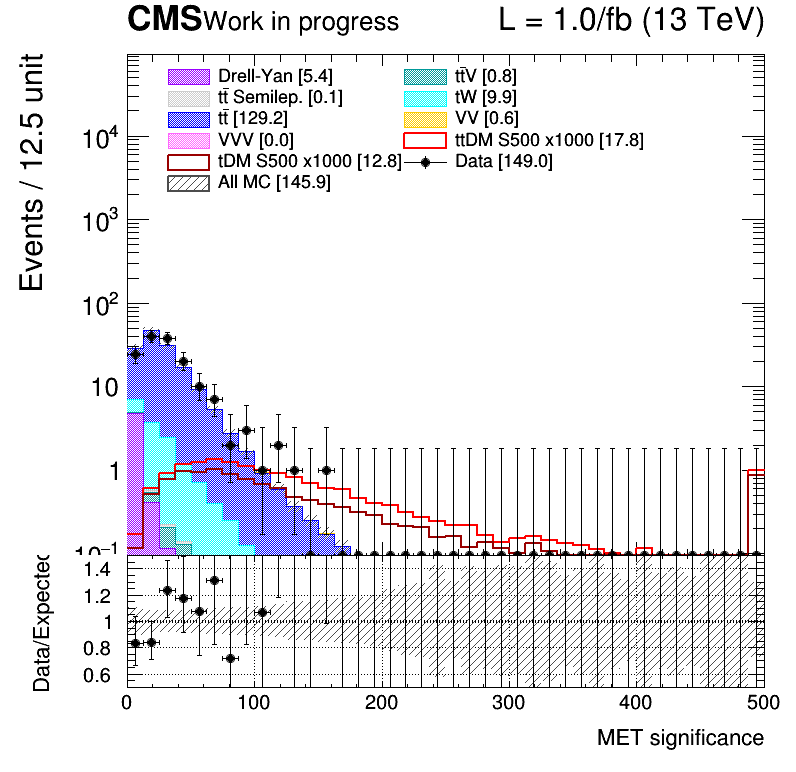 CMS Work in progress L = 1.0/fb (13 TeV)
Drell-Yan [5.4] tt̄V [0.8]
tt̄ Semilep. [0.1] tW [9.9]
tt̄ [129.2] VV [0.6]
VVV [0.0] ttDM S500 x1000 [17.8]
tDM S500 x1000 [12.8] Data [149.0]
All MC [145.9]
Events / 12.5 unit
10⁴
10³
10²
10
1
10⁻¹
Data/Expected
1.4
1.2
1
0.8
0.6
0 100 200 300 400 500
MET significance